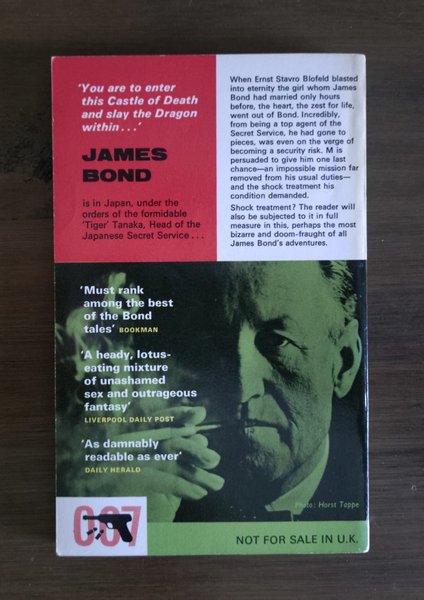 'You are to enter
this Castle of Death
and slay the Dragon
within...'
JAMES
BOND
is in Japan, under the
orders of the formidable
'Tiger' Tanaka, Head of the
Japanese Secret Service...
When Ernst Stavro Blofeld blasted
into eternity the girl whom James
Bond had married only hours
before, the heart, the zest for life,
went out of Bond. Incredibly,
from being a top agent of the
Secret Service, he had gone to
pieces, was even on the verge of
becoming a security risk. M is
persuaded to give him one last
chance—an impossible mission far
removed from his usual duties—
and the shock treatment his
condition demanded.
Shock treatment? The reader will
also be subjected to it in full
measure in this, perhaps the most
bizarre and doom-fraught of all
James Bond's adventures.
'Must rank
among the best
of the Bond
tales' BOOKMAN
'A heady, lotus-
eating mixture
of unashamed
sex and outrageous
fantasy'
LIVERPOOL DAILY POST
'As damnably
readable as ever'
DAILY HERALD
Photo: Horst Tappe
007
NOT FOR SALE IN U.K.